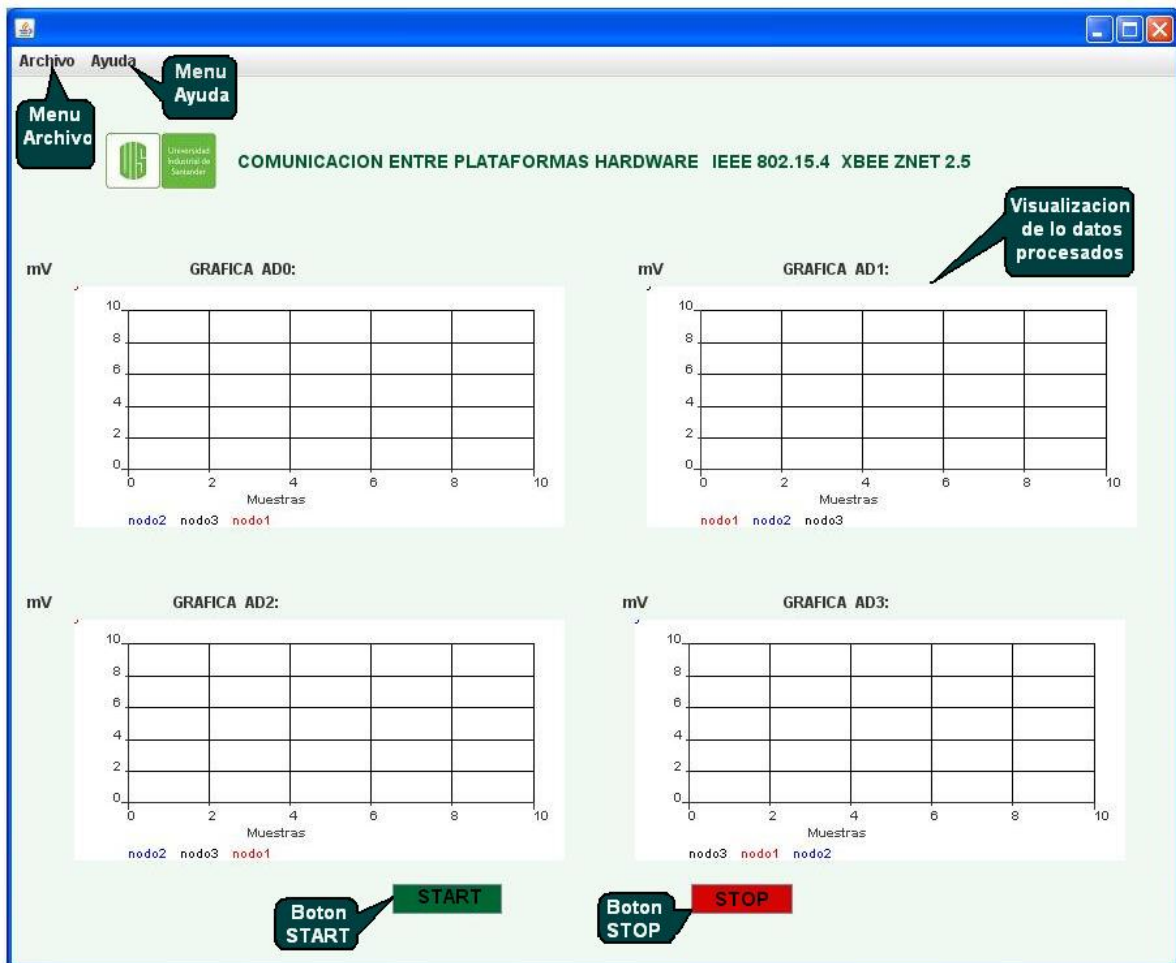 Archivo Ayuda
Menu
Ayuda
Menu
Archivo
Universidad
Industrial de
Santander
COMUNICACION ENTRE PLATAFORMAS HARDWARE IEEE 802.15.4 XBEE ZNET 2.5
Visualizacion
de lo datos
procesados
mV GRAFICA AD0:
10
8
6
4
2
0
0 2 4 6 8 10
Muestras
nodo2 nodo3 nodo1
mV GRAFICA AD1:
10
8
6
4
2
0
0 2 4 6 8 10
Muestras
nodo1 nodo2 nodo3
mV GRAFICA AD2:
10
8
6
4
2
0
0 2 4 6 8 10
Muestras
nodo2 nodo3 nodo1
mV GRAFICA AD3:
10
8
6
4
2
0
0 2 4 6 8 10
Muestras
nodo3 nodo1 nodo2
START
Boton
START
STOP
Boton
STOP